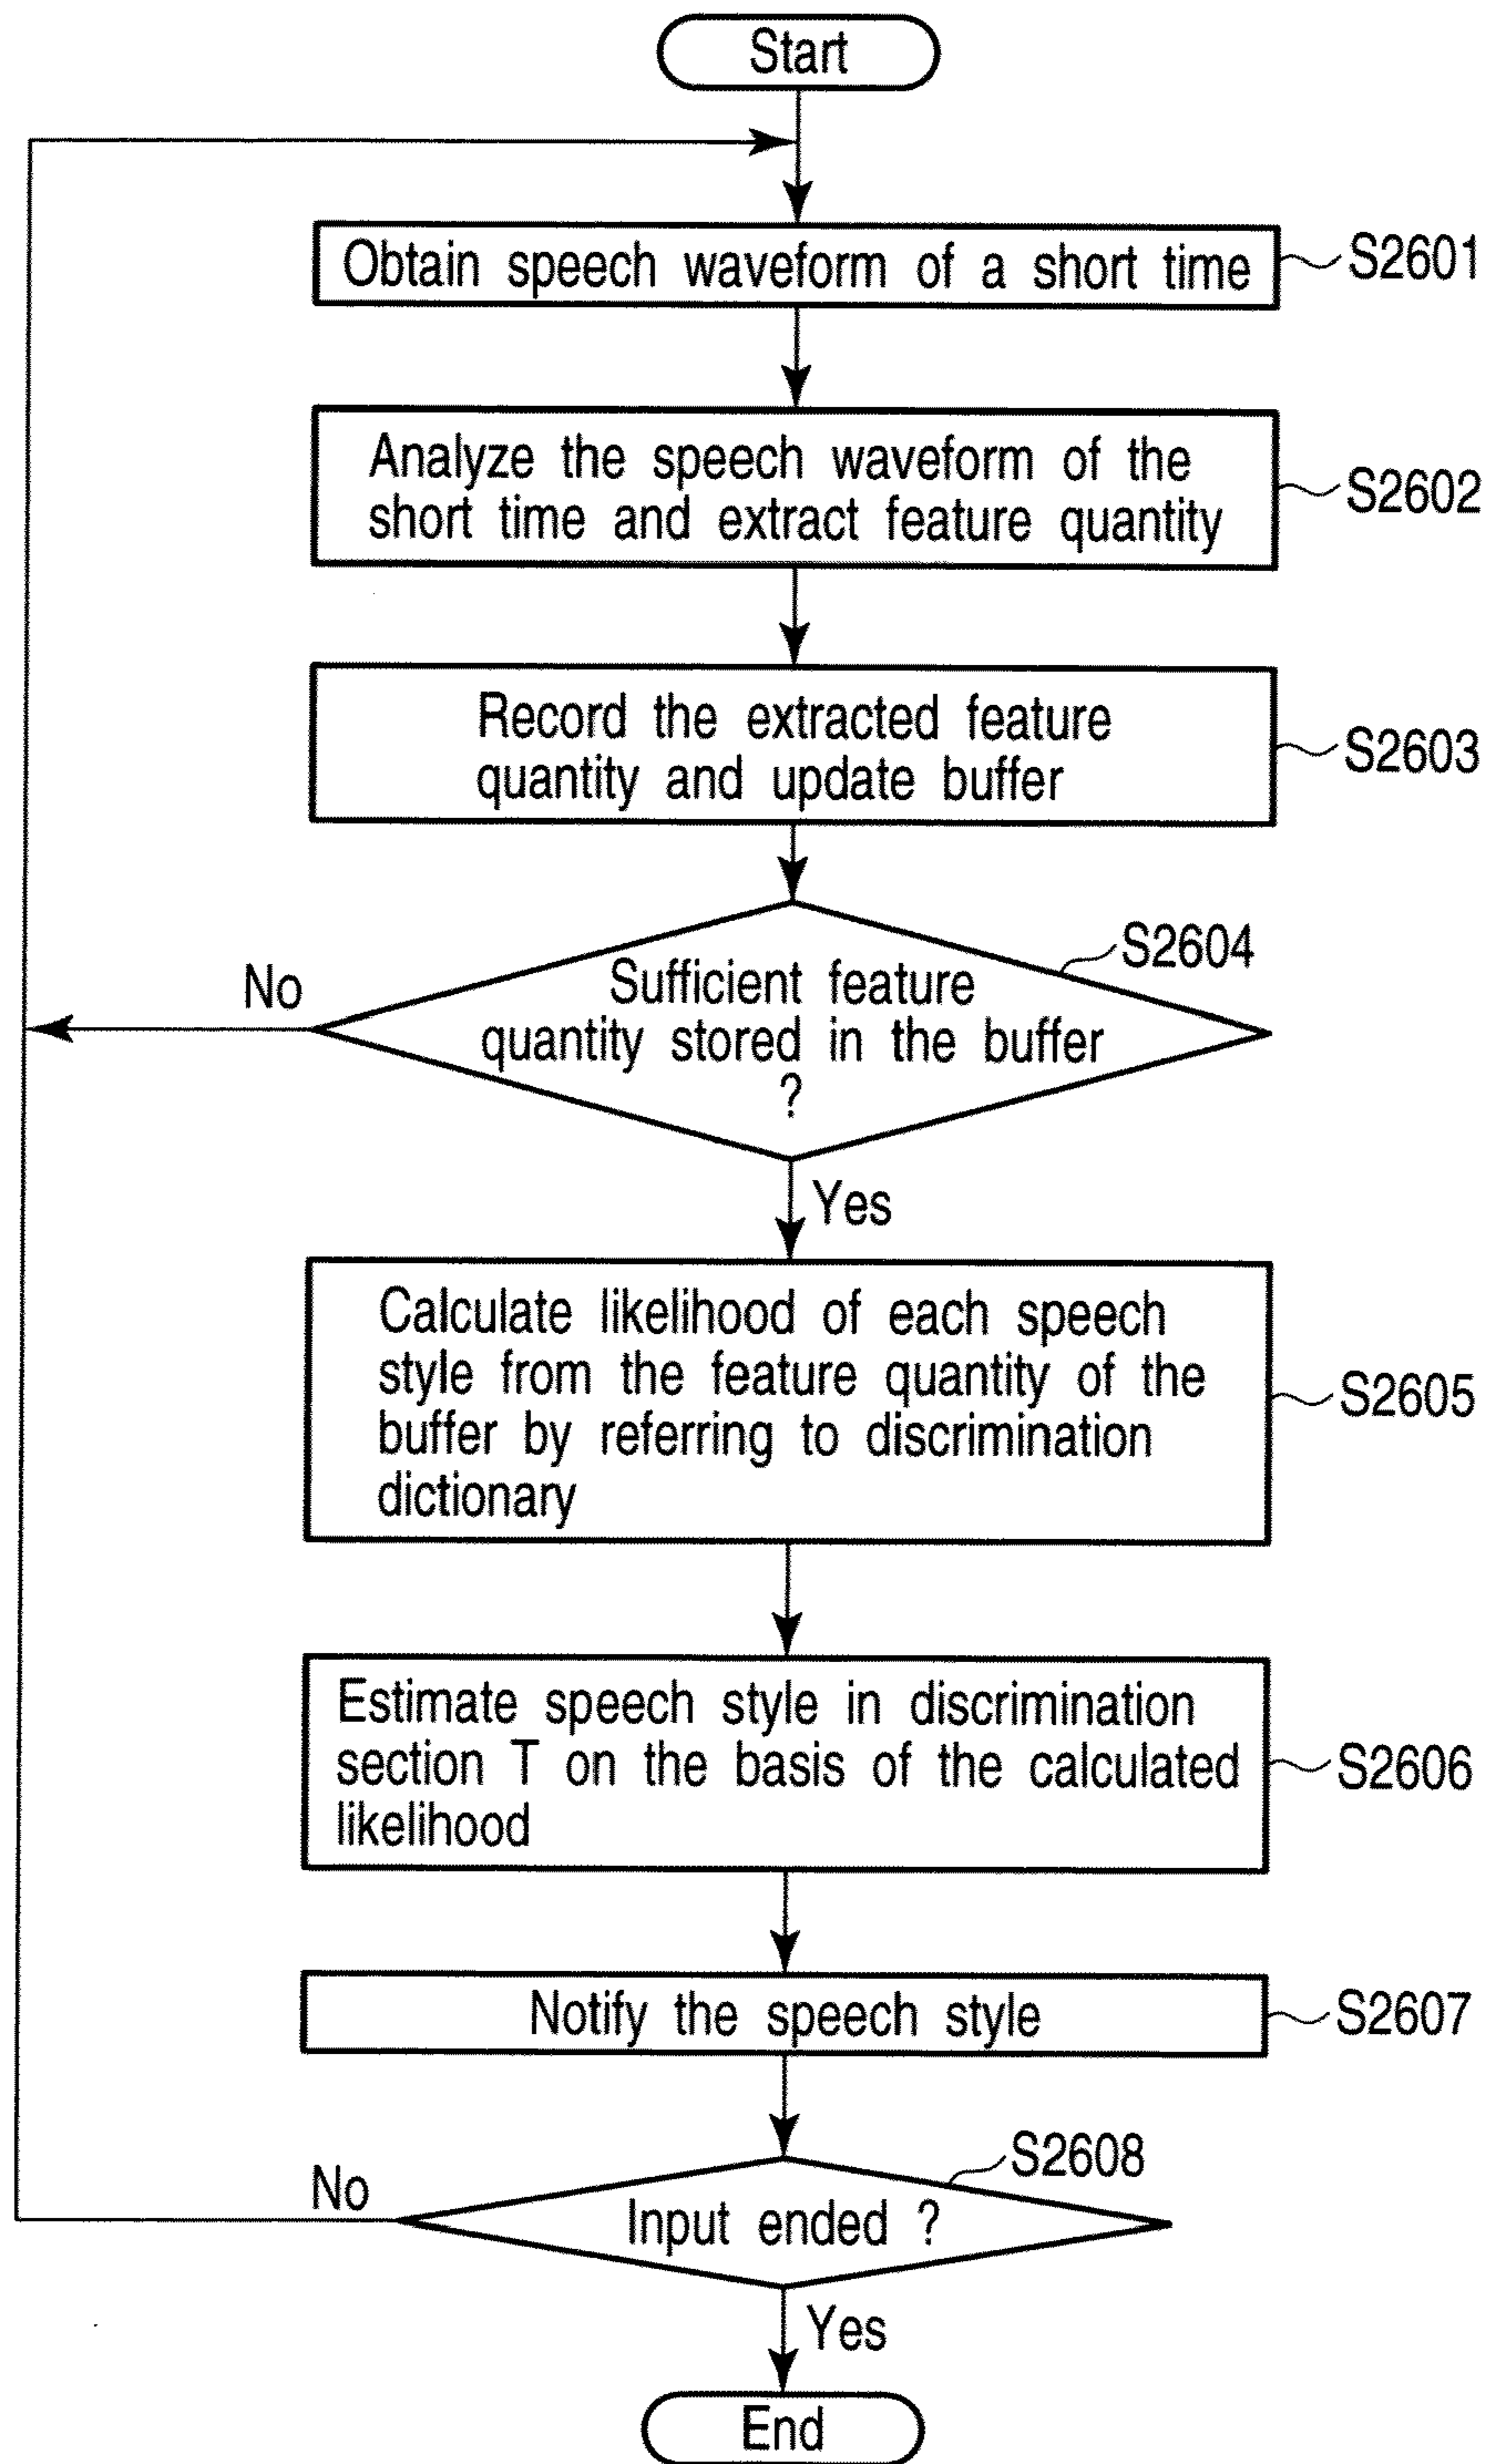 Start
Obtain speech waveform of a short time
S2601
Analyze the speech waveform of the
short time and extract feature quantity
S2602
Record the extracted feature
quantity and update buffer
S2603
S2604
No
Sufficient feature
quantity stored in the buffer
?
Yes
Calculate likelihood of each speech
style from the feature quantity of the
buffer by referring to discrimination
dictionary
S2605
Estimate speech style in discrimination
section T on the basis of the calculated
likelihood
S2606
Notify the speech style
S2607
S2608
No
Input ended ?
Yes
End